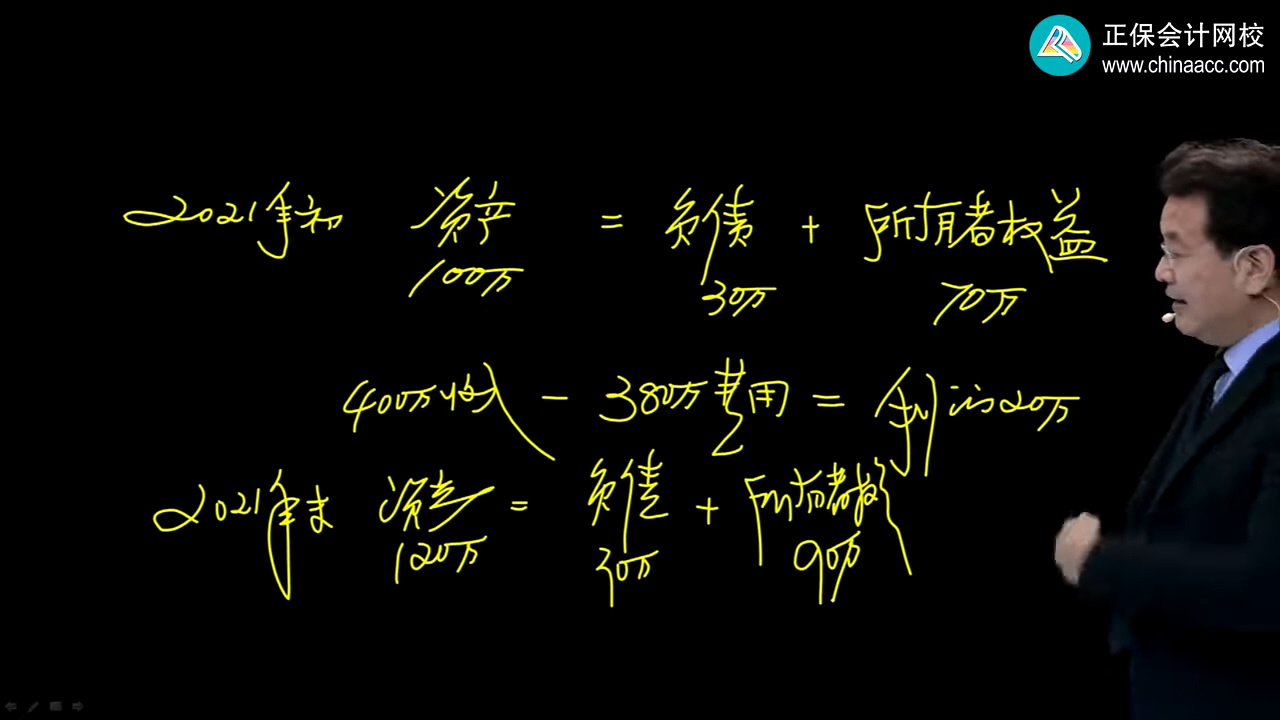 正保会计网校
www.chinaacc.com
2021年初 资产 = 负债 + 所有者权益
100万 30万 70万
400万收入 - 380万费用 = 利润20万
2021年末 资产 = 负债 + 所有者权
120万 30万 90万